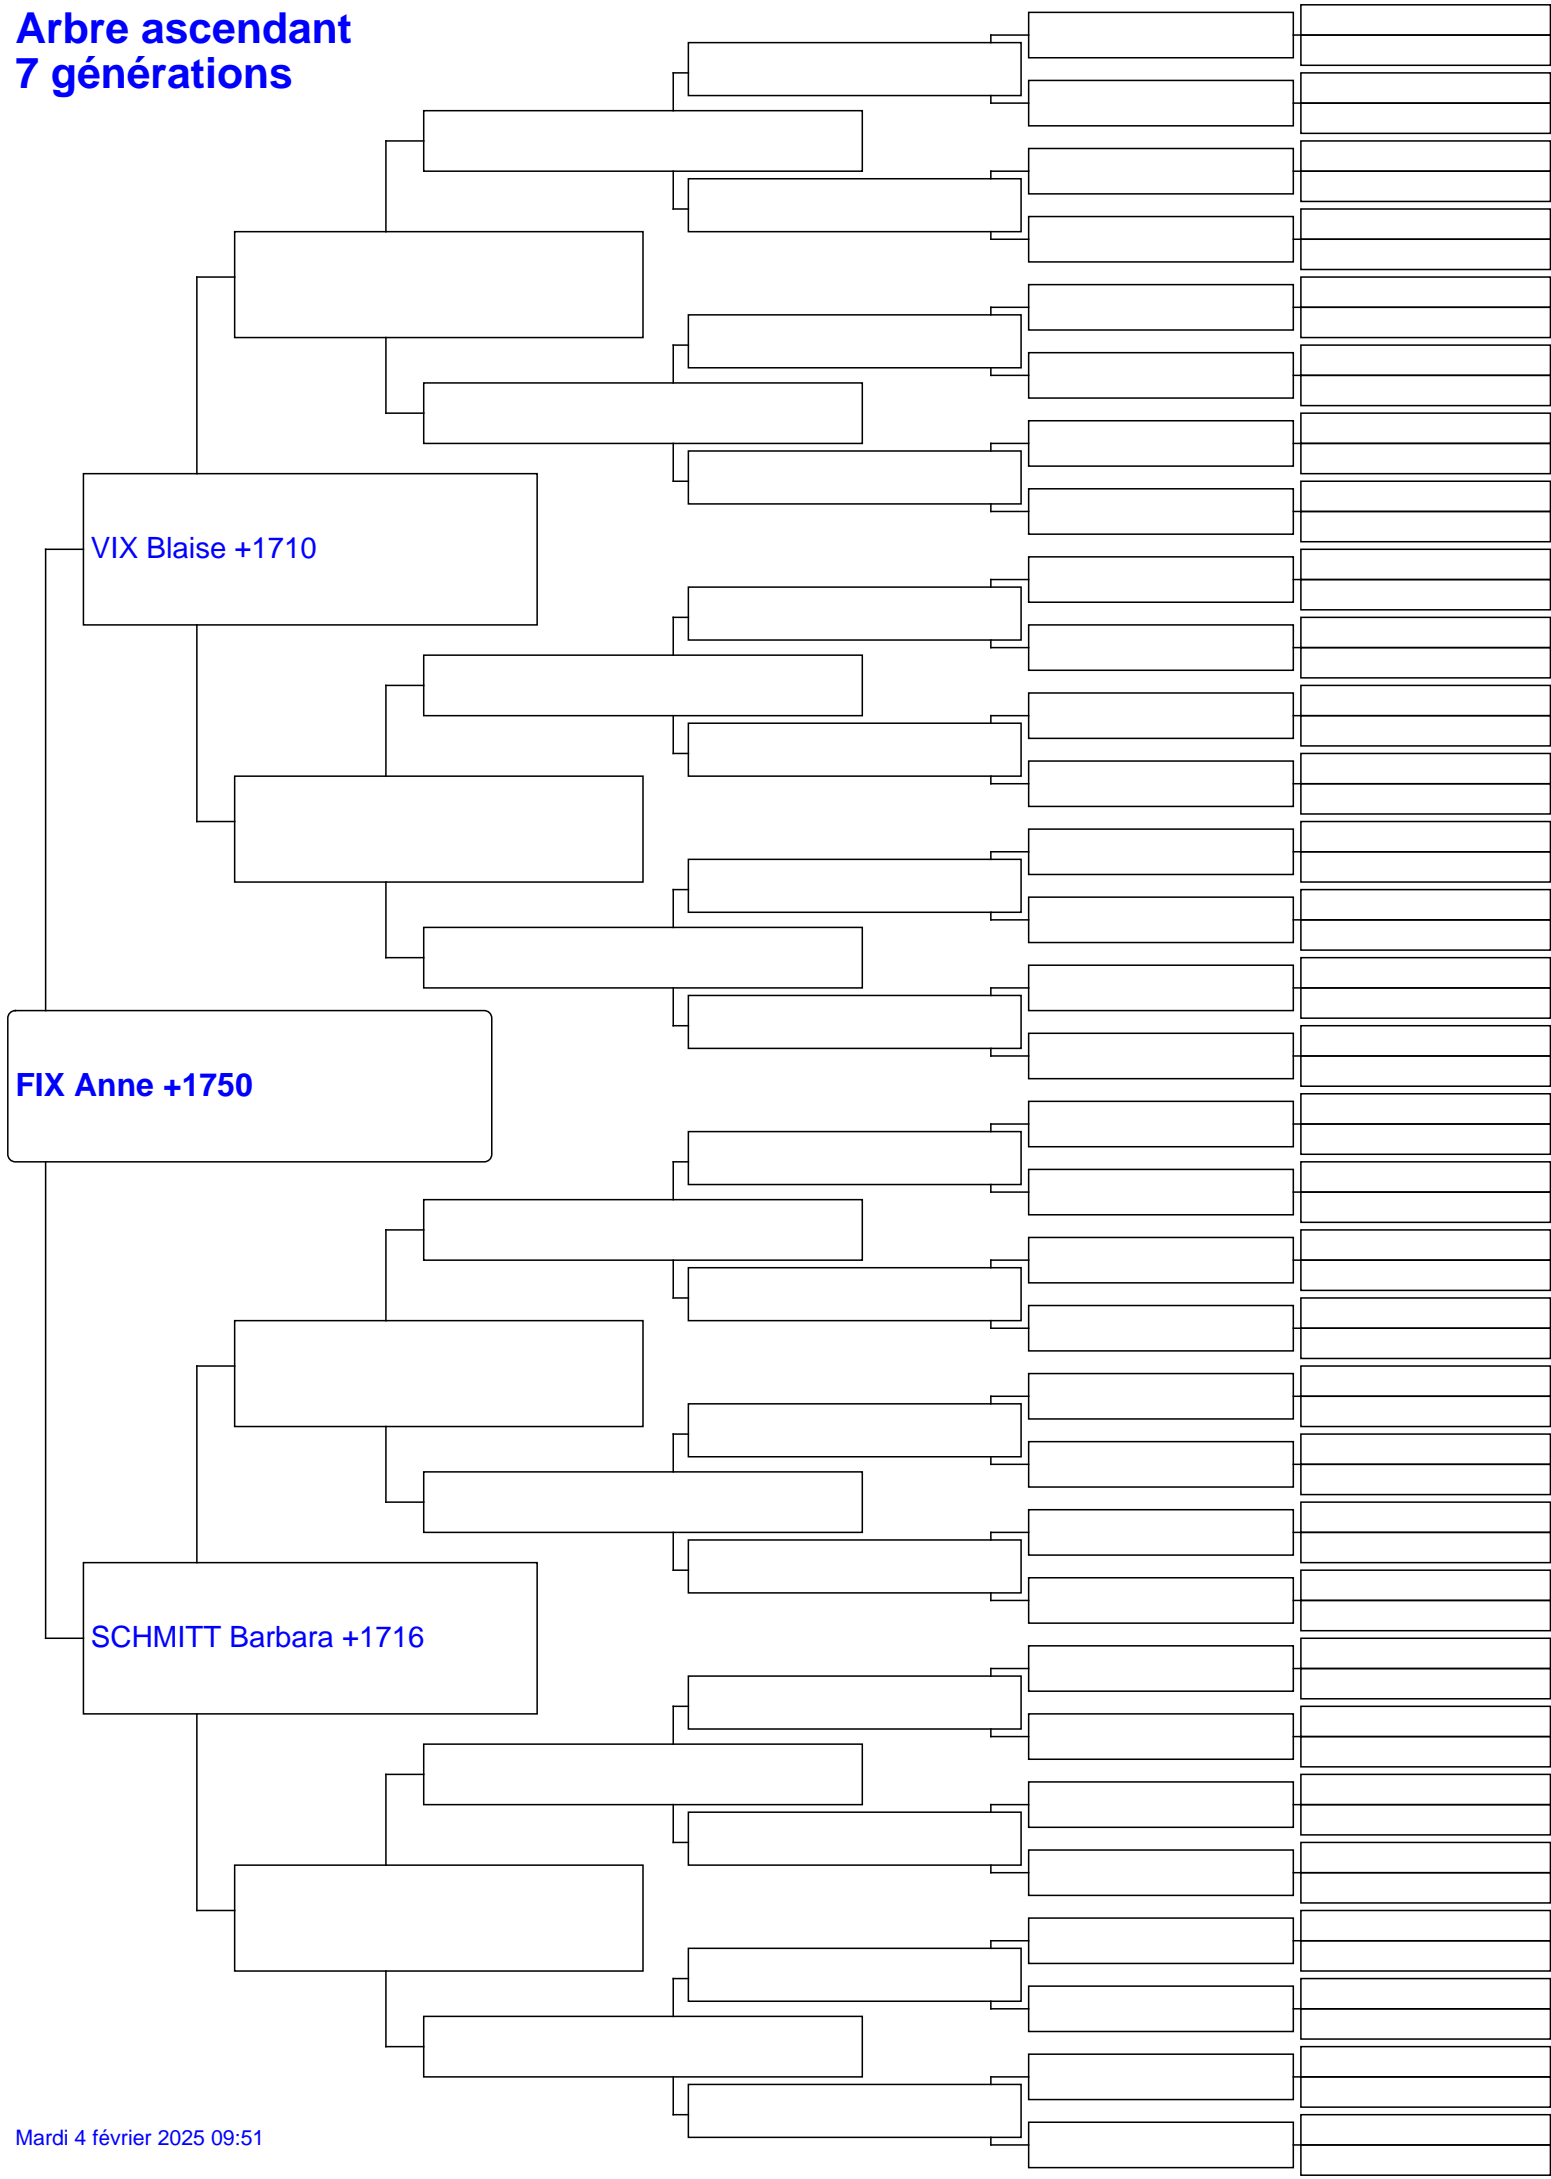 Arbre ascendant
7 générations
VIX Blaise +1710
FIX Anne +1750
SCHMITT Barbara +1716
Mardi 4 février 2025 09:51